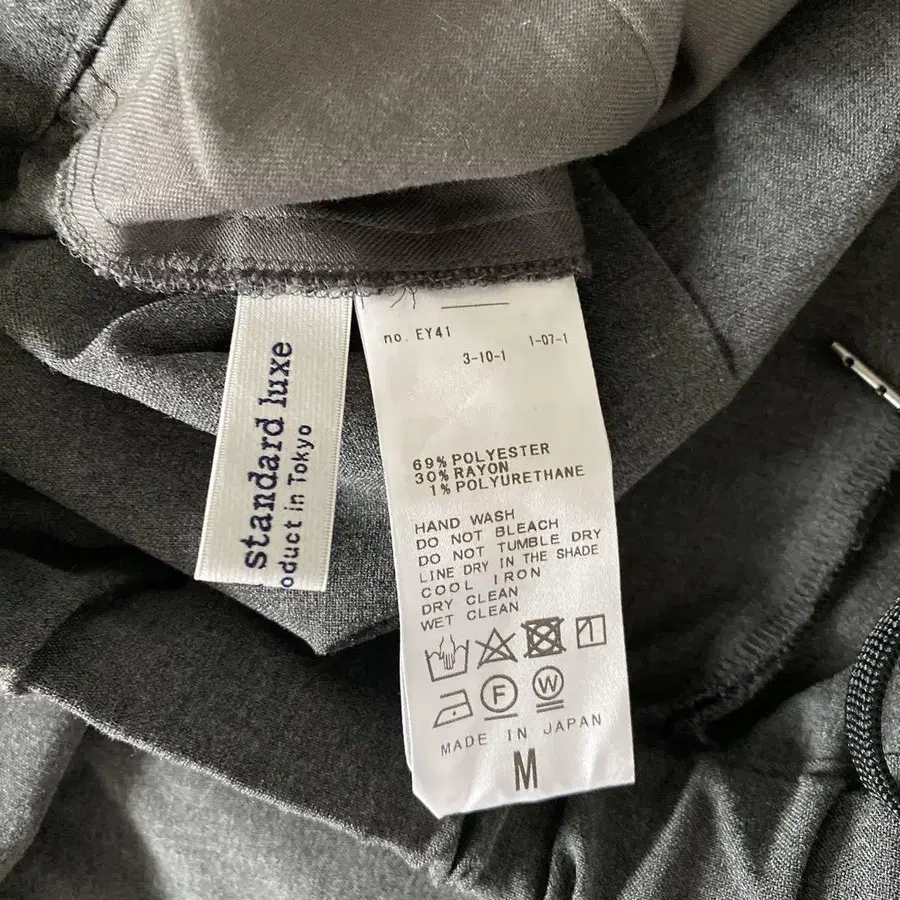 standard luxe
oduct in Tokyo
no. EY41
3-10-1 1-07-1
69% POLYESTER
30% RAYON
1% POLYURETHANE
HAND WASH
DO NOT BLEACH
DO NOT TUMBLE DRY
LINE DRY IN THE SHADE
COOL IRON
DRY CLEAN
WET CLEAN
F W
MADE IN JAPAN
M